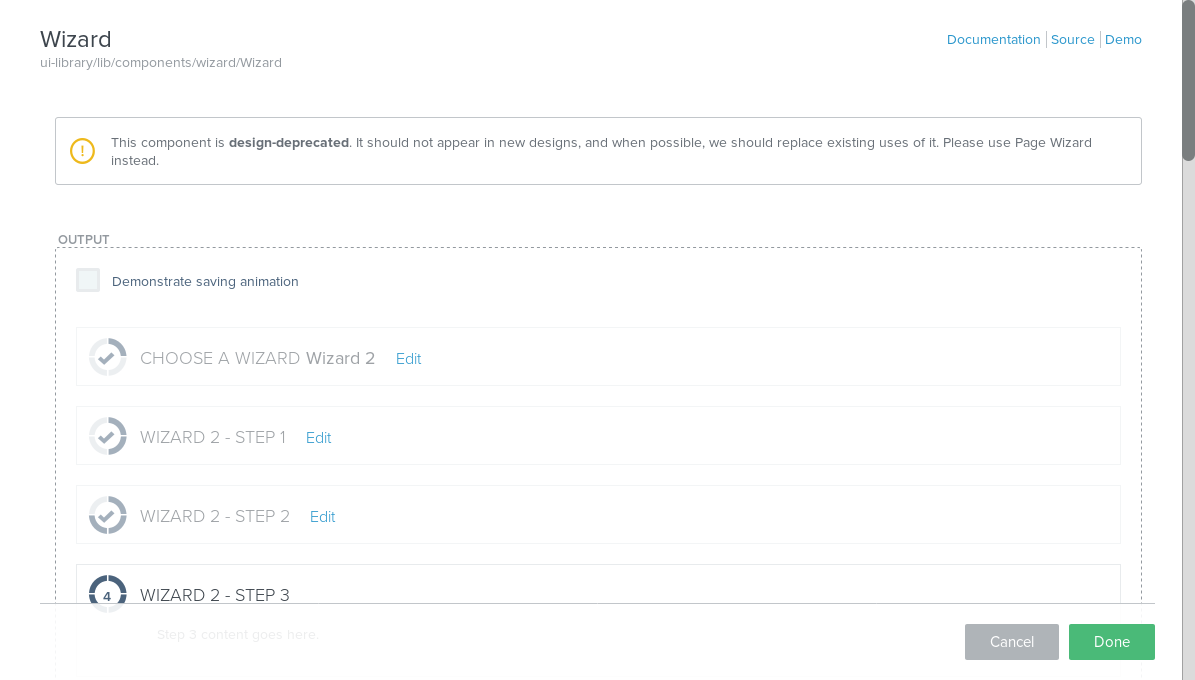 Wizard
Documentation Source Demo
ui-library/lib/components/wizard/Wizard
This component is design-deprecated. It should not appear in new designs, and when possible, we should replace existing uses of it. Please use Page Wizard
instead.
OUTPUT
Demonstrate saving animation
CHOOSE A WIZARD Wizard 2 Edit
WIZARD 2 - STEP 1 Edit
WIZARD 2 - STEP 2 Edit
4 WIZARD 2 - STEP 3
Step 3 content goes here.
Cancel Done